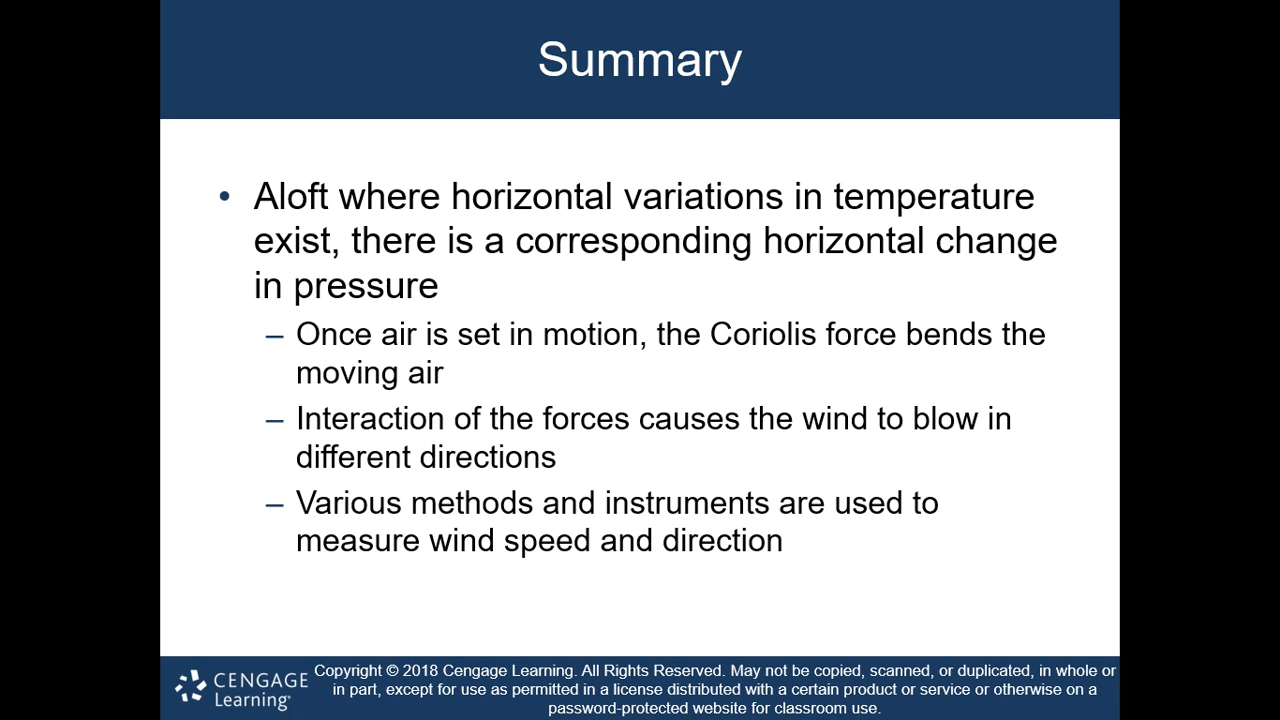 Summary
• Aloft where horizontal variations in temperature
exist, there is a corresponding horizontal change
in pressure
– Once air is set in motion, the Coriolis force bends the
moving air
– Interaction of the forces causes the wind to blow in
different directions
– Various methods and instruments are used to
measure wind speed and direction
CENGAGE
Learning®
Copyright © 2018 Cengage Learning. All Rights Reserved. May not be copied, scanned, or duplicated, in whole or
in part, except for use as permitted in a license distributed with a certain product or service or otherwise on a
password-protected website for classroom use.